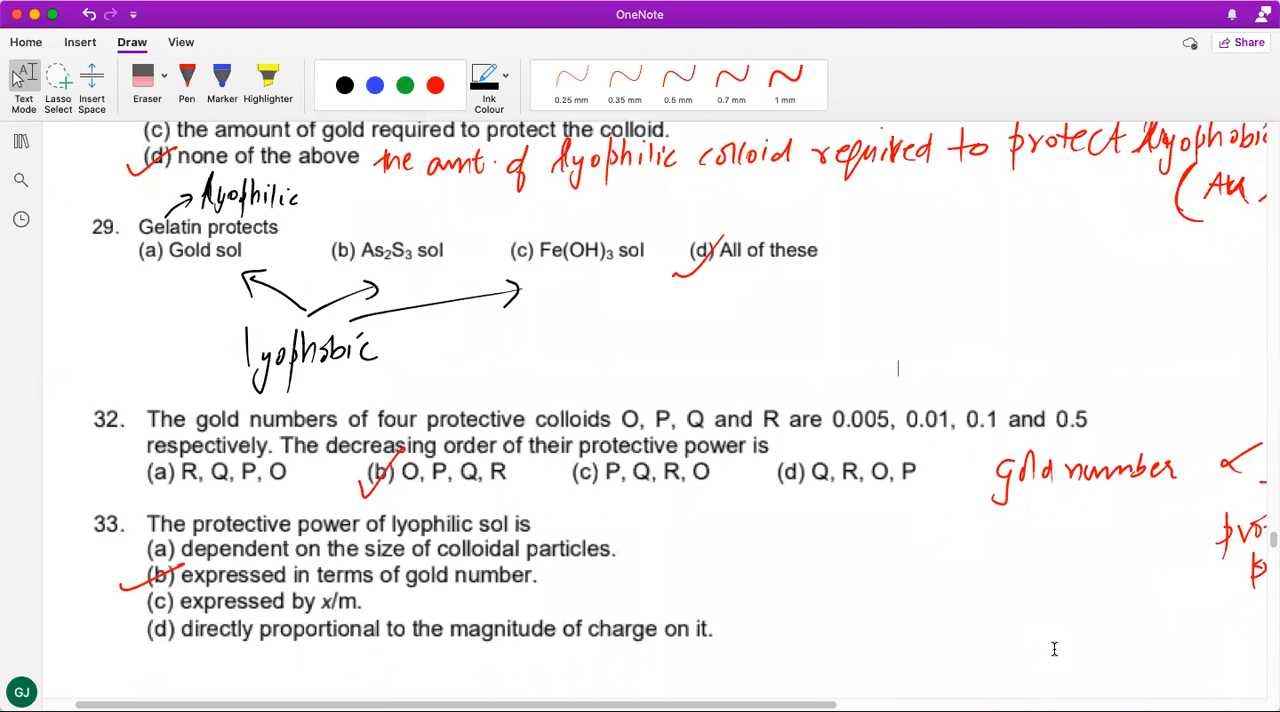 OneNote
Home Insert Draw View
Share
Text Mode
Lasso Select
Insert Space
Eraser
Pen
Marker
Highlighter
Ink Colour
0.25 mm
0.35 mm
0.5 mm
0.7 mm
1 mm
(c) the amount of gold required to protect the colloid.
(d) none of the above the amt. of lyophilic colloid required to protect lyophobic
(Au
lyophilic
29. Gelatin protects
(a) Gold sol (b) As₂S₃ sol (c) Fe(OH)₃ sol (d) All of these
lyophobic
32. The gold numbers of four protective colloids O, P, Q and R are 0.005, 0.01, 0.1 and 0.5
respectively. The decreasing order of their protective power is
(a) R, Q, P, O (b) O, P, Q, R (c) P, Q, R, O (d) Q, R, O, P
gold number ∝
33. The protective power of lyophilic sol is
(a) dependent on the size of colloidal particles.
(b) expressed in terms of gold number.
(c) expressed by x/m.
(d) directly proportional to the magnitude of charge on it.
GJ